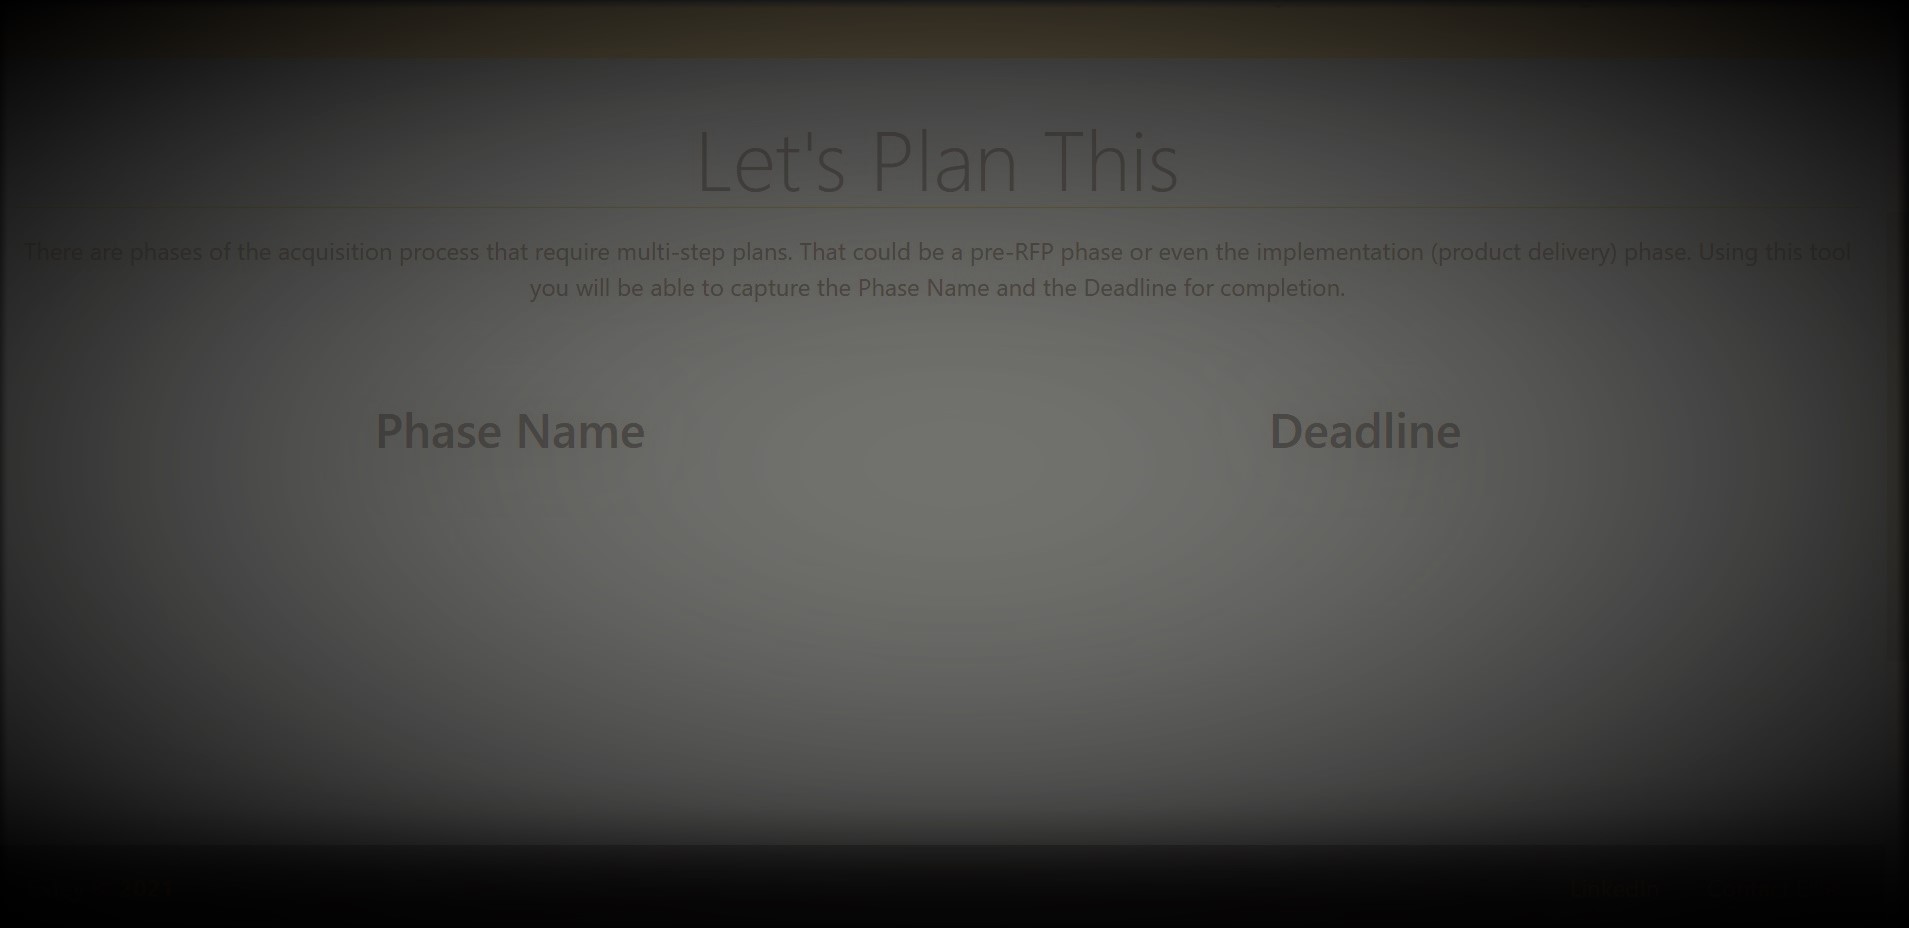 Let's Plan This
There are phases of the acquisition process that require multi-step plans. That could be a pre-RFP phase or even the implementation (product delivery) phase. Using this tool
you will be able to capture the Phase Name and the Deadline for completion.
Phase Name
Deadline